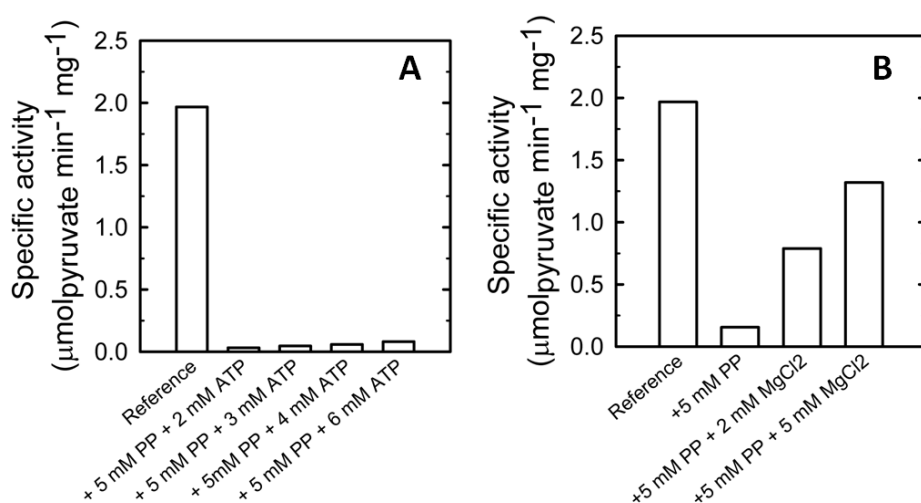 A
Specific activity
(μmolpyruvate min-1 mg-1)
2.5
2.0
1.5
1.0
0.5
0.0
Reference
+ 5 mM PP + 2 mM ATP
+ 5 mM PP + 3 mM ATP
+ 5mM PP + 4 mM ATP
+ 5 mM PP + 6 mM ATP
B
Specific activity
(μmolpyruvate min-1 mg-1)
2.5
2.0
1.5
1.0
0.5
0.0
Reference
+5 mM PP
+5 mM PP + 2 mM MgCl2
+5 mM PP + 5 mM MgCl2